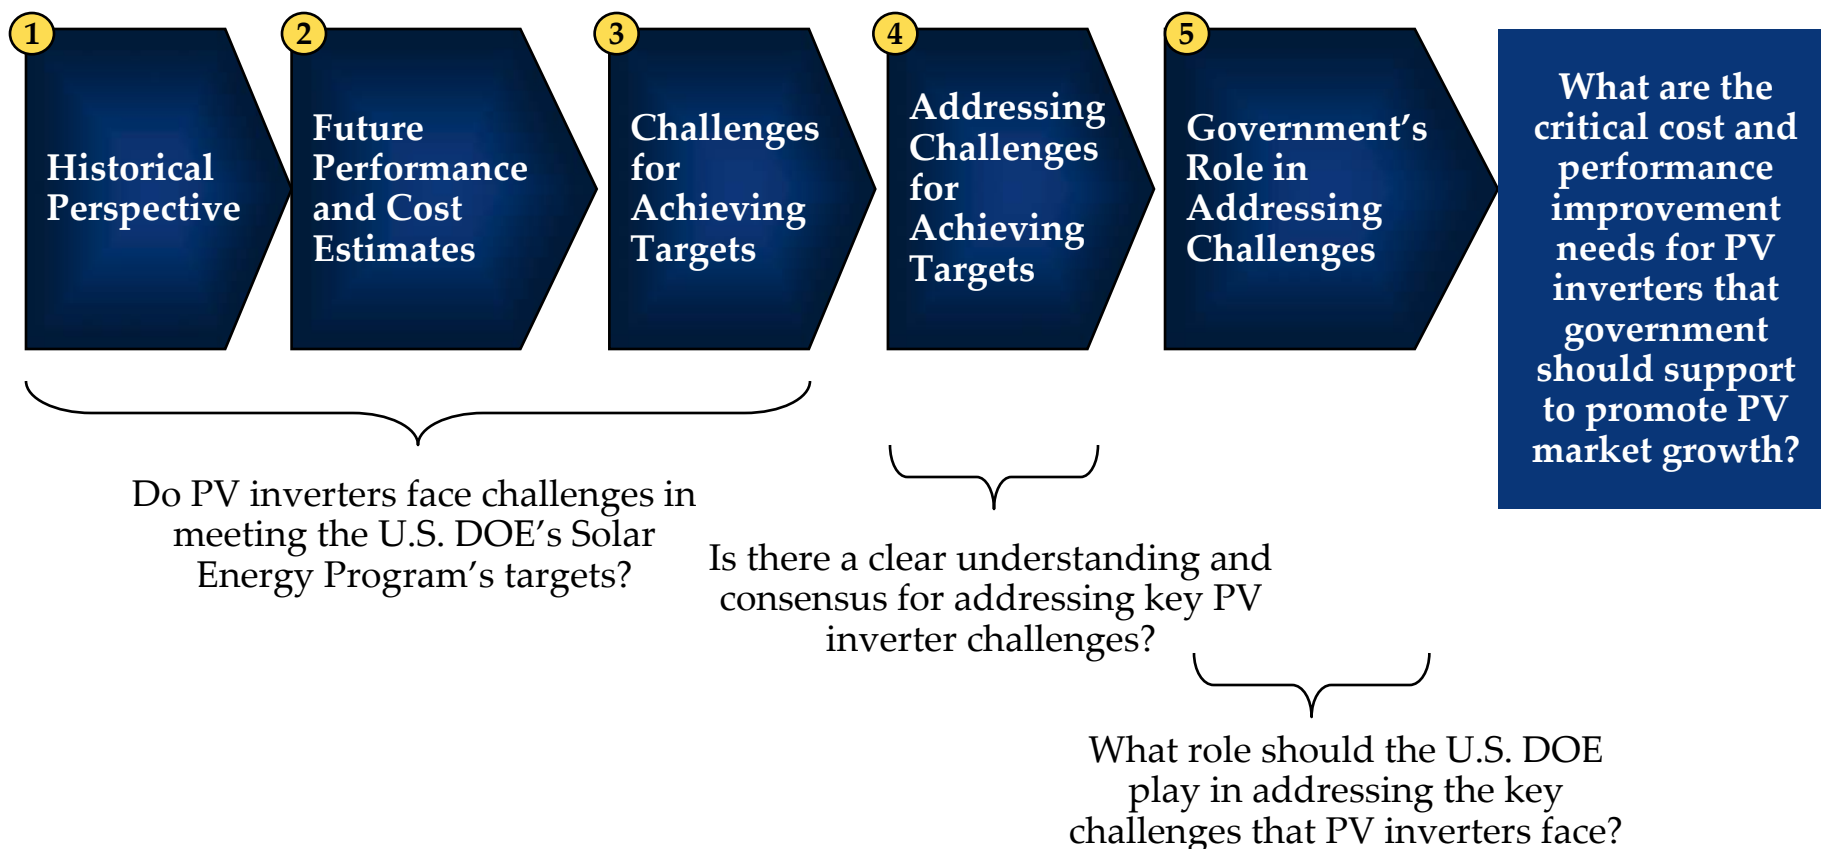 1
Historical
Perspective
2
Future
Performance
and Cost
Estimates
3
Challenges
for
Achieving
Targets
4
Addressing
Challenges
for
Achieving
Targets
5
Government’s
Role in
Addressing
Challenges
What are the
critical cost and
performance
improvement
needs for PV
inverters that
government
should support
to promote PV
market growth?
Do PV inverters face challenges in
meeting the U.S. DOE’s Solar
Energy Program’s targets?
Is there a clear understanding and
consensus for addressing key PV
inverter challenges?
What role should the U.S. DOE
play in addressing the key
challenges that PV inverters face?